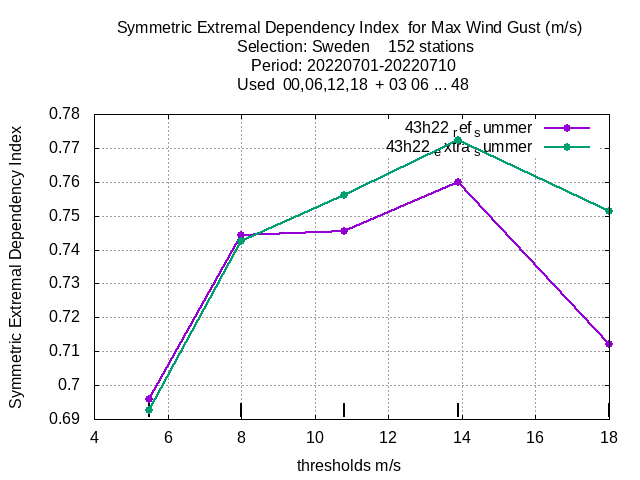 Symmetric Extremal Dependency Index  for Max Wind Gust (m/s)
Selection: Sweden    152 stations
Period: 20220701-20220710
Used  00,06,12,18  + 03 06 ... 48
43h22_ref_summer
43h22_extra_summer
Symmetric Extremal Dependency Index
0.78
0.77
0.76
0.75
0.74
0.73
0.72
0.71
0.7
0.69
4 6 8 10 12 14 16 18
thresholds m/s